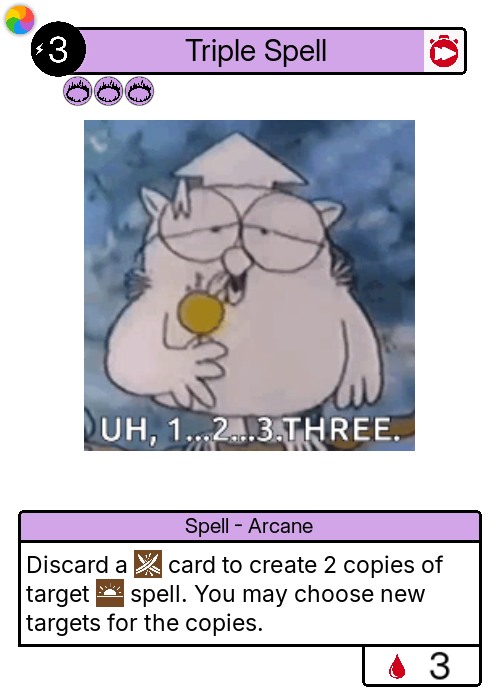 3
Triple Spell
UH, 1...2...3.THREE.
Spell - Arcane
Discard a card to create 2 copies of
target spell. You may choose new
targets for the copies.
3